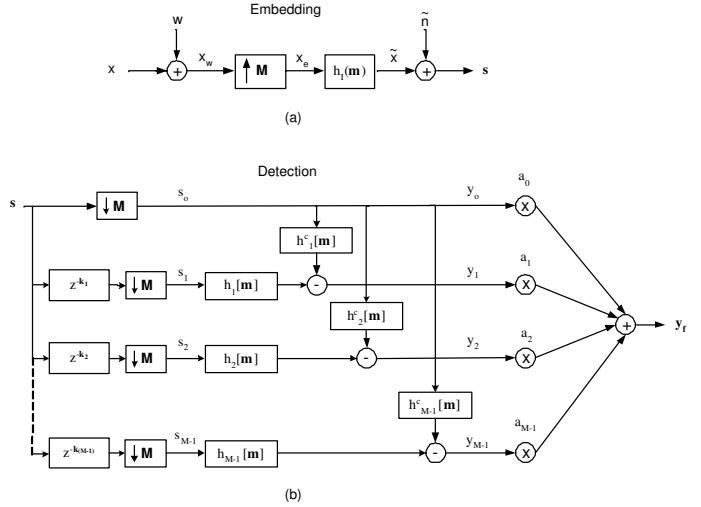 Embedding
w
ñ
x
+
x_w
↑ M
x_e
h_I(m)
x̃
+
s
(a)
Detection
s
↓ M
s_o
y_o
a_0
X
h^c_1[m]
z^-k_1
↓ M
s_1
h_1[m]
-
y_1
a_1
X
h^c_2[m]
+
y_f
z^-k_2
↓ M
s_2
h_2[m]
-
y_2
a_2
X
h^c_M-1[m]
z^-k_(M-1)
↓ M
s_M-1
h_M-1[m]
-
y_M-1
a_M-1
X
(b)